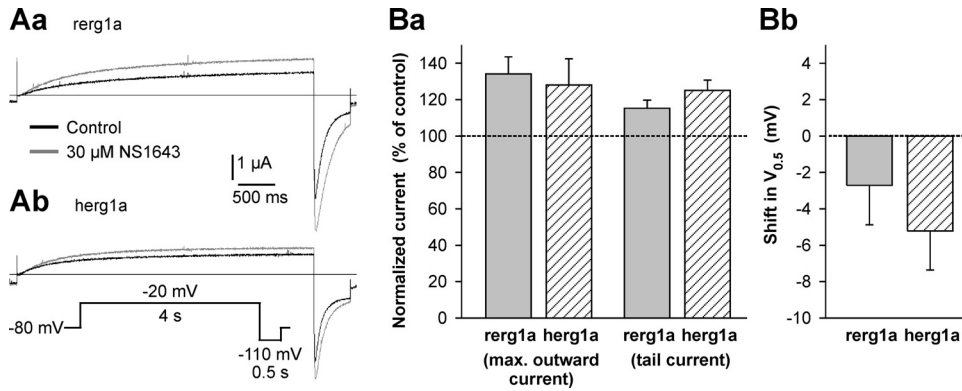 Aa rerg1a
Control
30 µM NS1643
1 µA
500 ms
Ab herg1a
-20 mV
-80 mV
4 s
-110 mV
0.5 s
Ba
Normalized current (% of control)
140
120
100
80
60
40
20
0
rerg1a herg1a rerg1a herg1a
(max. outward current)
(tail current)
Bb
Shift in V0.5 (mV)
6
4
2
0
-2
-4
-6
-8
-10
rerg1a herg1a